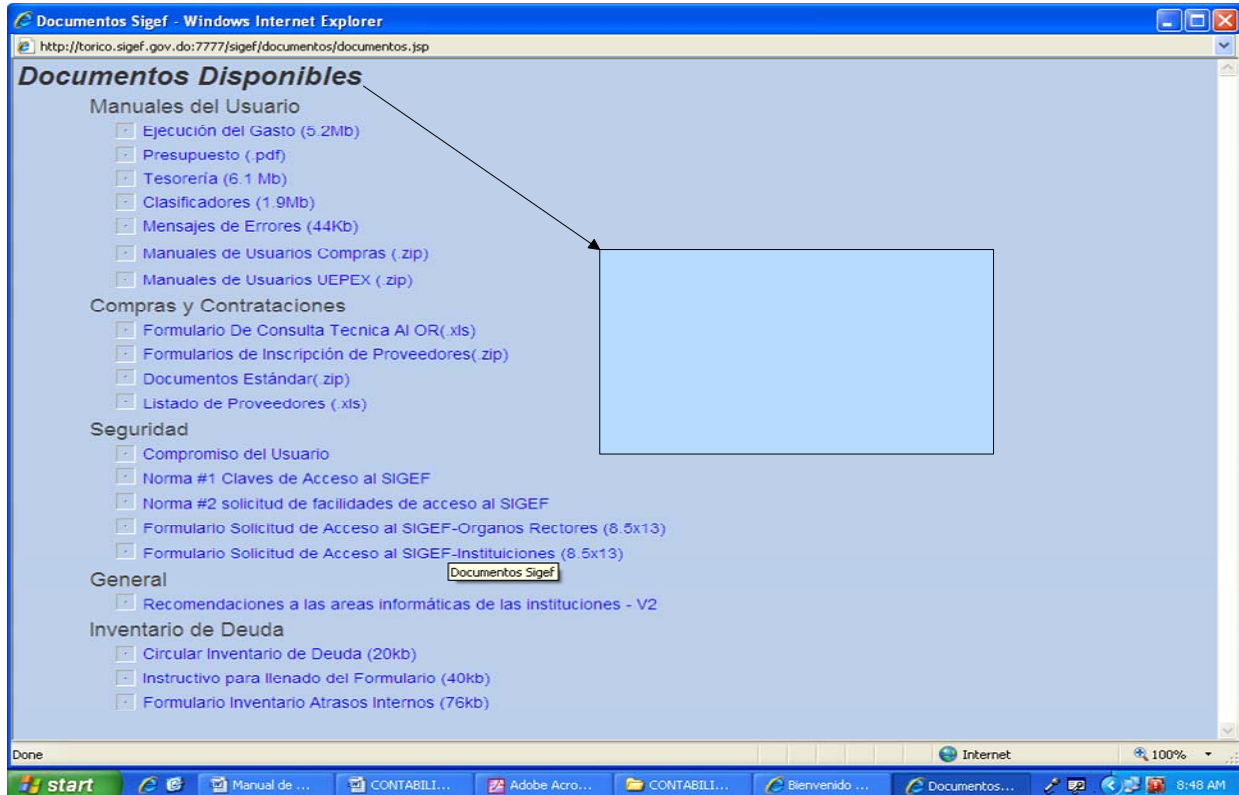 Documentos Sigef - Windows Internet Explorer
http://torico.sigef.gov.do:7777/sigef/documentos/documentos.jsp
Documentos Disponibles
Manuales del Usuario
Ejecución del Gasto (5.2Mb)
Presupuesto (.pdf)
Tesorería (6.1 Mb)
Clasificadores (1.9Mb)
Mensajes de Errores (44Kb)
Manuales de Usuarios Compras (.zip)
Manuales de Usuarios UEPEX (.zip)
Compras y Contrataciones
Formulario De Consulta Tecnica Al OR(.xls)
Formularios de Inscripción de Proveedores(.zip)
Documentos Estándar(.zip)
Listado de Proveedores (.xls)
Seguridad
Compromiso del Usuario
Norma #1 Claves de Acceso al SIGEF
Norma #2 solicitud de facilidades de acceso al SIGEF
Formulario Solicitud de Acceso al SIGEF-Organos Rectores (8.5x13)
Formulario Solicitud de Acceso al SIGEF-Instituiciones (8.5x13)
Documentos Sigef
General
Recomendaciones a las areas informáticas de las instituciones - V2
Inventario de Deuda
Circular Inventario de Deuda (20kb)
Instructivo para llenado del Formulario (40kb)
Formulario Inventario Atrasos Internos (76kb)
Done Internet 100%
start Manual de ... CONTABILI... Adobe Acro... CONTABILI... Bienvenido ... Documentos... 8:48 AM